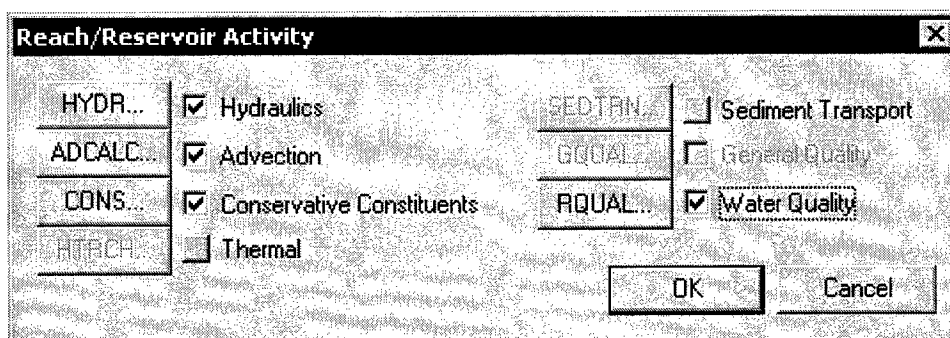 Reach/Reservoir Activity
HYDR... Hydraulics
ADCALC... Advection
CONS... Conservative Constituents
HTRCH... Thermal
SEDTRN... Sediment Transport
GQUAL... General Quality
RQUAL... Water Quality
OK Cancel